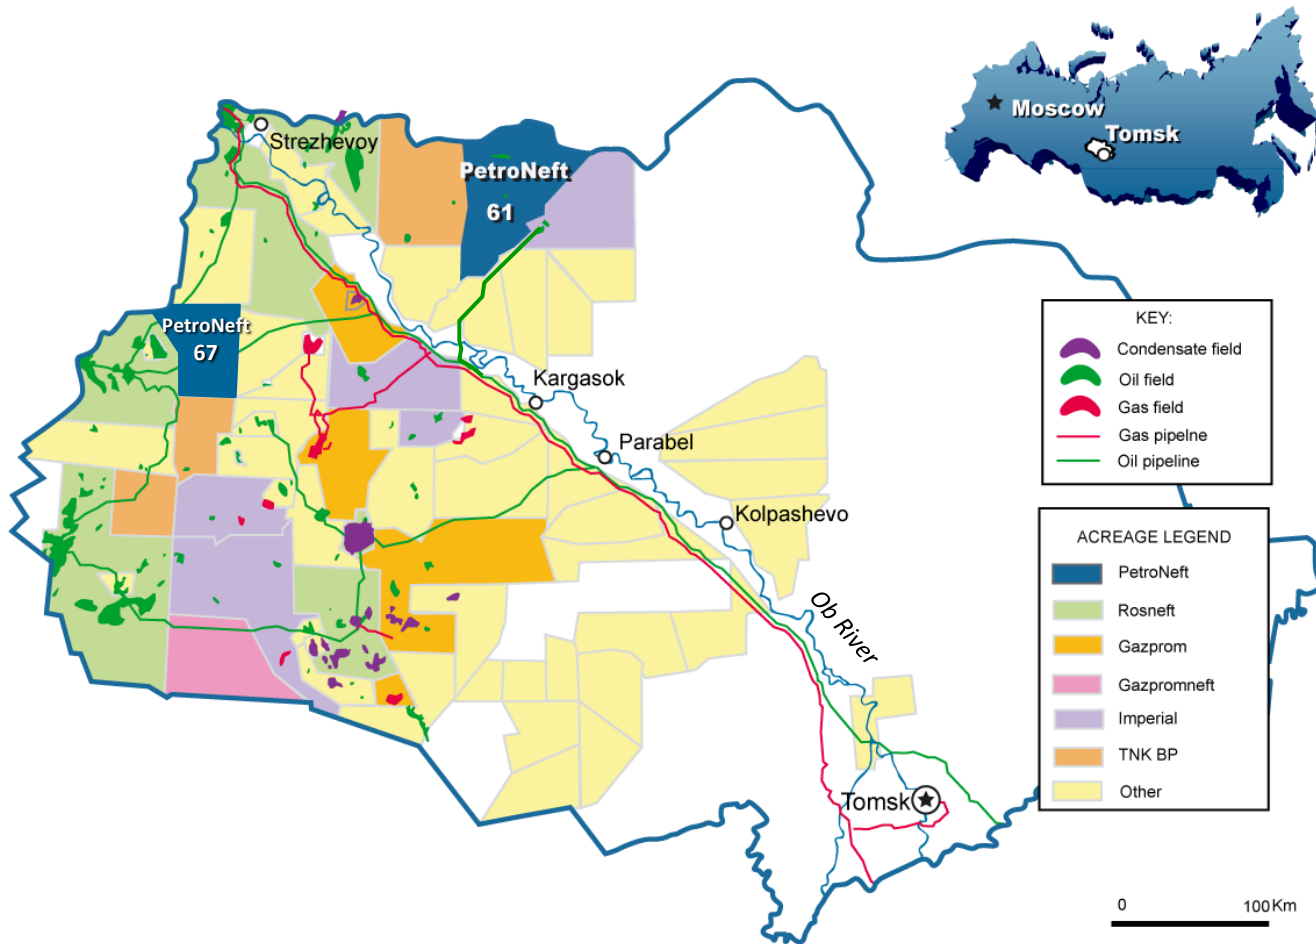 Moscow
Tomsk
Strezhevoy
PetroNeft
61
PetroNeft
67
Kargasok
Parabel
Kolpashevo
Ob River
Tomsk
KEY:
Condensate field
Oil field
Gas field
Gas pipelne
Oil pipeline
ACREAGE LEGEND
PetroNeft
Rosneft
Gazprom
Gazpromneft
Imperial
TNK BP
Other
0 100Km